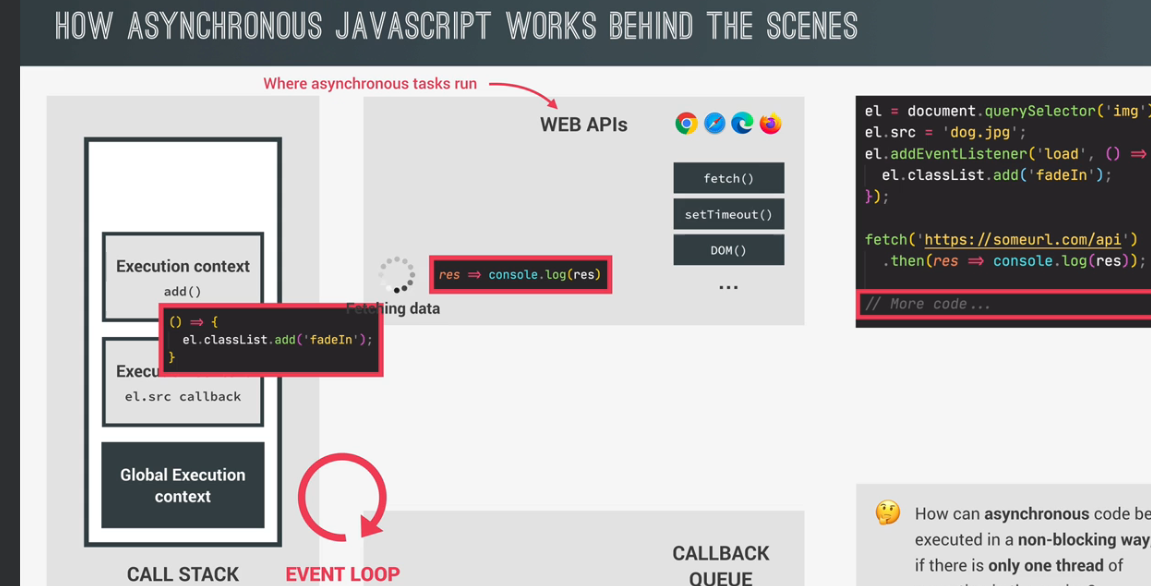 HOW ASYNCHRONOUS JAVASCRIPT WORKS BEHIND THE SCENES
Where asynchronous tasks run
WEB APIs
fetch()
setTimeout()
DOM()
...
res => console.log(res)
Fetching data
Execution context
add()
() => {
el.classList.add('fadeIn');
}
Execu
el.src callback
Global Execution
context
CALL STACK
EVENT LOOP
CALLBACK
QUEUE
el = document.querySelector('img')
el.src = 'dog.jpg';
el.addEventListener('load', () =>
el.classList.add('fadeIn');
});
fetch('https://someurl.com/api')
.then(res => console.log(res));
// More code...
How can asynchronous code be
executed in a non-blocking way,
if there is only one thread of